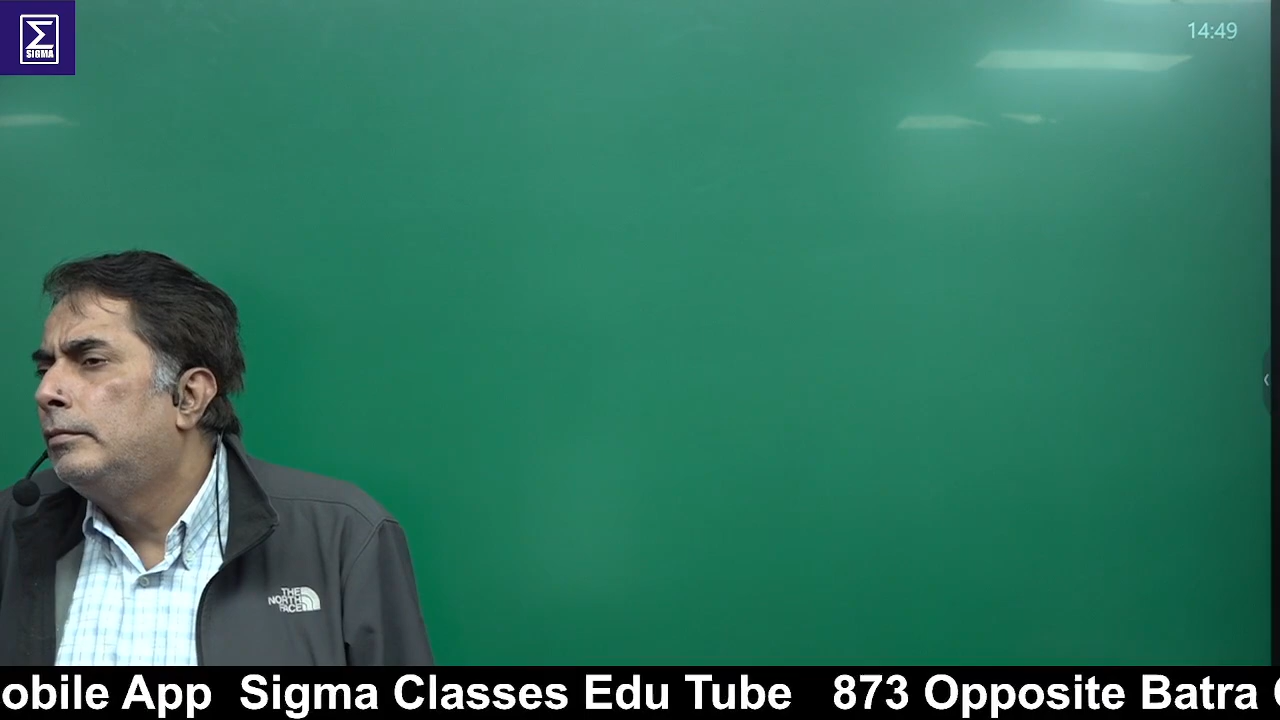 Σ
SIGMA
14:49
THE
NORTH
FACE
obile App Sigma Classes Edu Tube 873 Opposite Batra